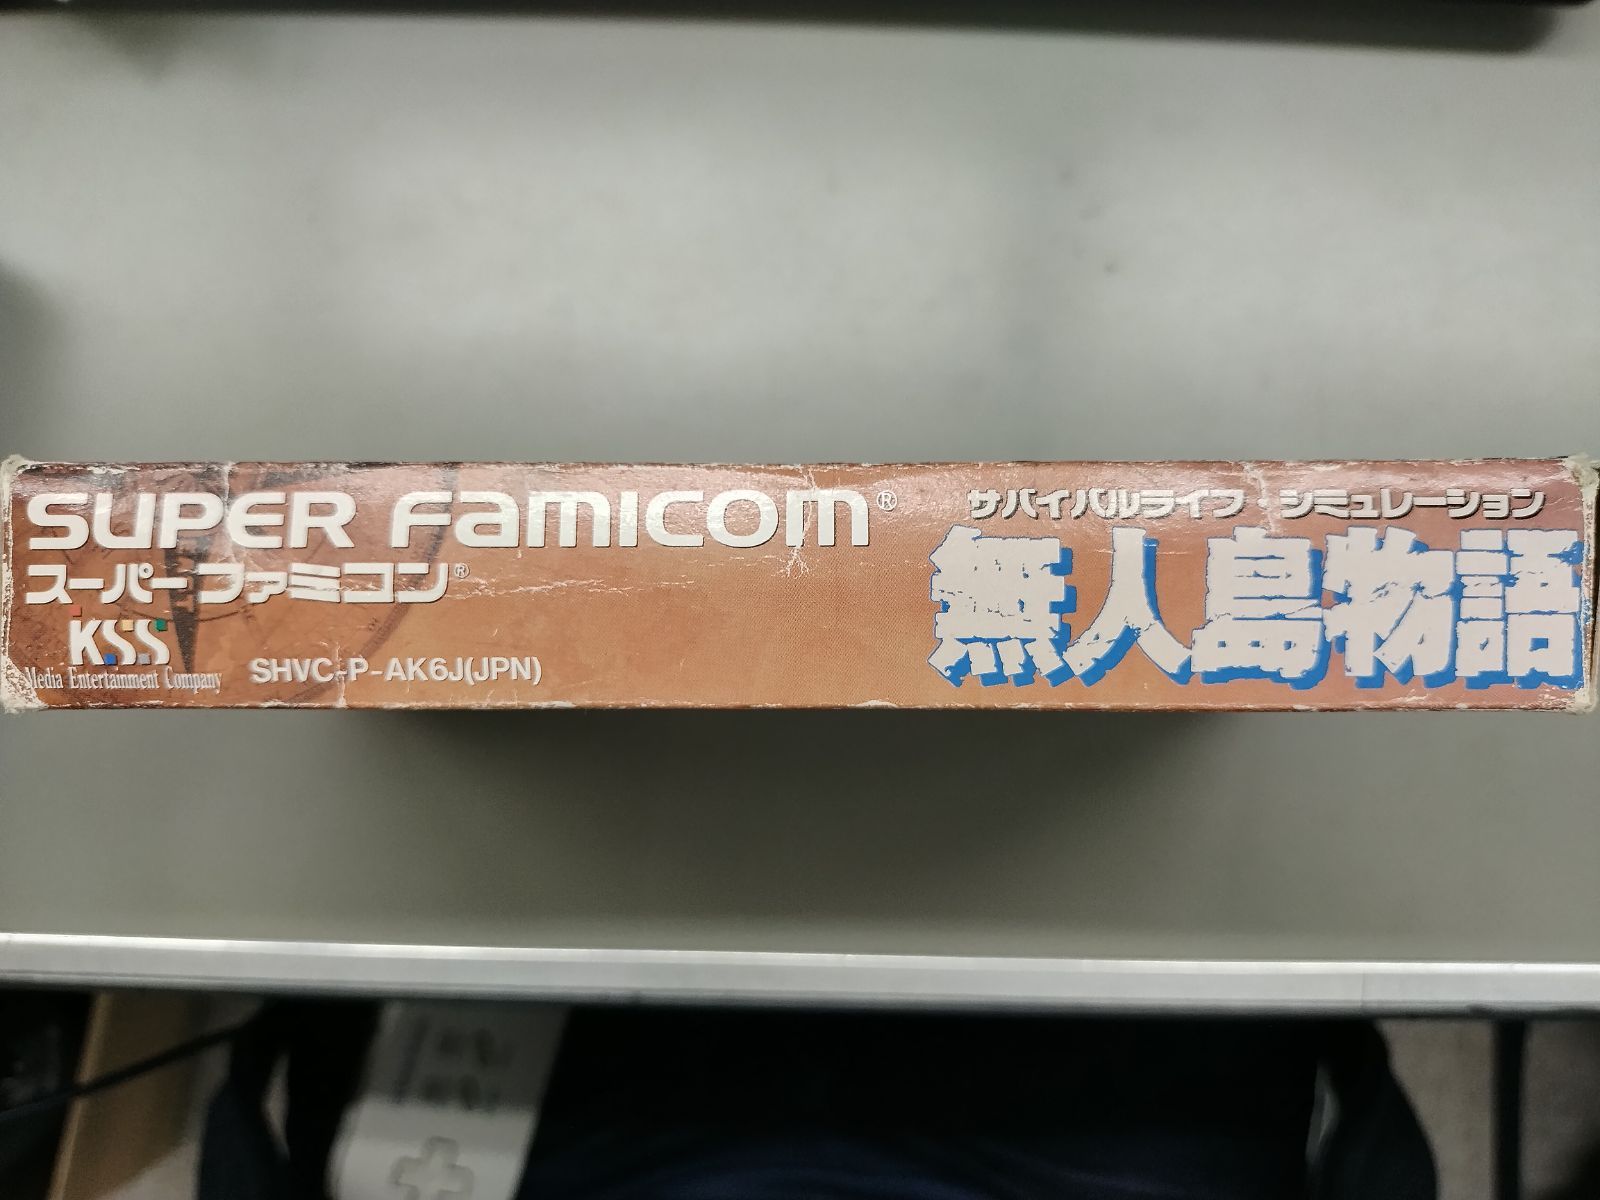 SUPER FAMICOM®
スーパーファミコン®
KSS
Media Entertainment Company
SHVC-P-AK6J(JPN)
サバイバルライフ・シミュレーション
無人島物語